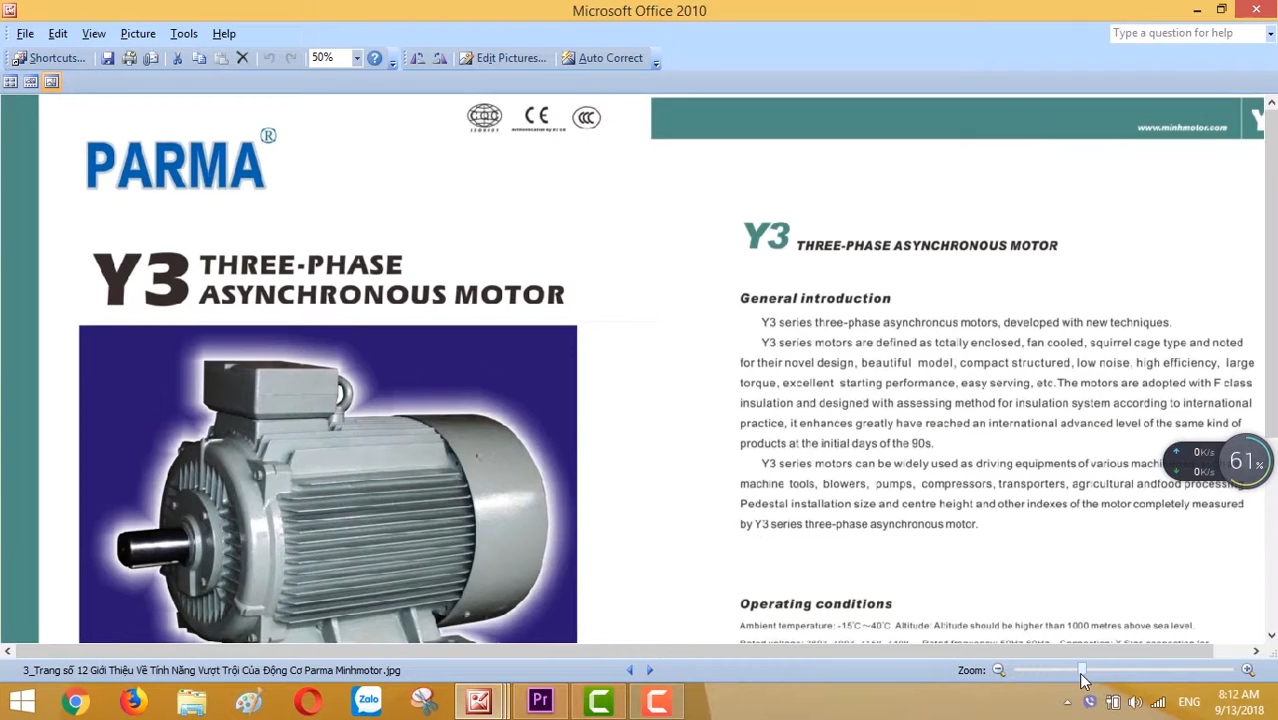 Microsoft Office 2010
File Edit View Picture Tools Help
Type a question for help
Shortcuts... 50% Edit Pictures... Auto Correct
CE CCC
www.minhmotor.com
Y
PARMA®
Y3 THREE-PHASE
ASYNCHRONOUS MOTOR
Y3 THREE-PHASE ASYNCHRONOUS MOTOR
General introduction
Y3 series three-phase asynchroncus motors, developed with new techniques.
Y3 series motors are defined as totally enclosed, fan cooled, squirrel cage type and noted
for their novel design, beautiful model, compact structured, low noise, high efficiency, large
torque, excellent starting performance, easy serving, etc.The motors are adopted with F class
insulation and designed with assessing method for insulation system according to international
practice, it enhances greatly have reached an international advanced level of the same kind of
products at the initial days of the 90s.
Y3 series motors can be widely used as driving equipments of various machi
machine tools, blowers, pumps, compressors, transporters, agricultural andfood processing
Pedestal installation size and centre height and other indexes of the motor completely measured
by Y3 series three-phase asynchronous motor.
0K/s
0K/s
61%
Operating conditions
Ambient temperature: -15℃～40℃ Altitude: Altitude should be higher than 1000 metres above sea level.
3_Trang số 12 Giới Thiệu Về Tính Năng Vượt Trội Của Động Cơ Parma Minhmotor.jpg
Zoom:
Zalo
Pr
C
C
ENG
8:12 AM
9/13/2018